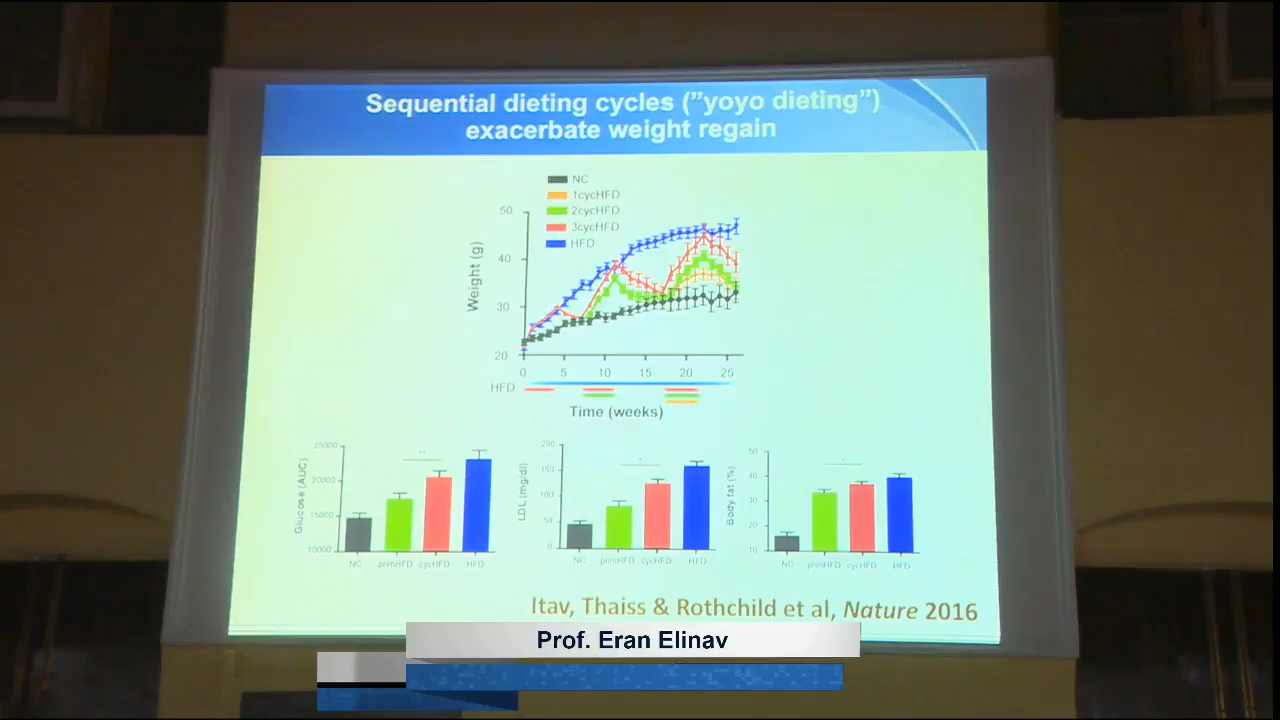 Sequential dieting cycles ("yoyo dieting")
exacerbate weight regain
NC
1cycHFD
2cycHFD
3cycHFD
HFD
Weight (g)
50
40
30
20
0 5 10 15 20 25
HFD
Time (weeks)
Glucose (AUC)
25000
20000
15000
10000
NC primHFD cycHFD HFD
LDL (mg/dl)
200
150
100
50
0
NC primHFD cycHFD HFD
Body fat (%)
50
40
30
20
10
NC primHFD cycHFD HFD
Itav, Thaiss & Rothchild et al, Nature 2016
Prof. Eran Elinav